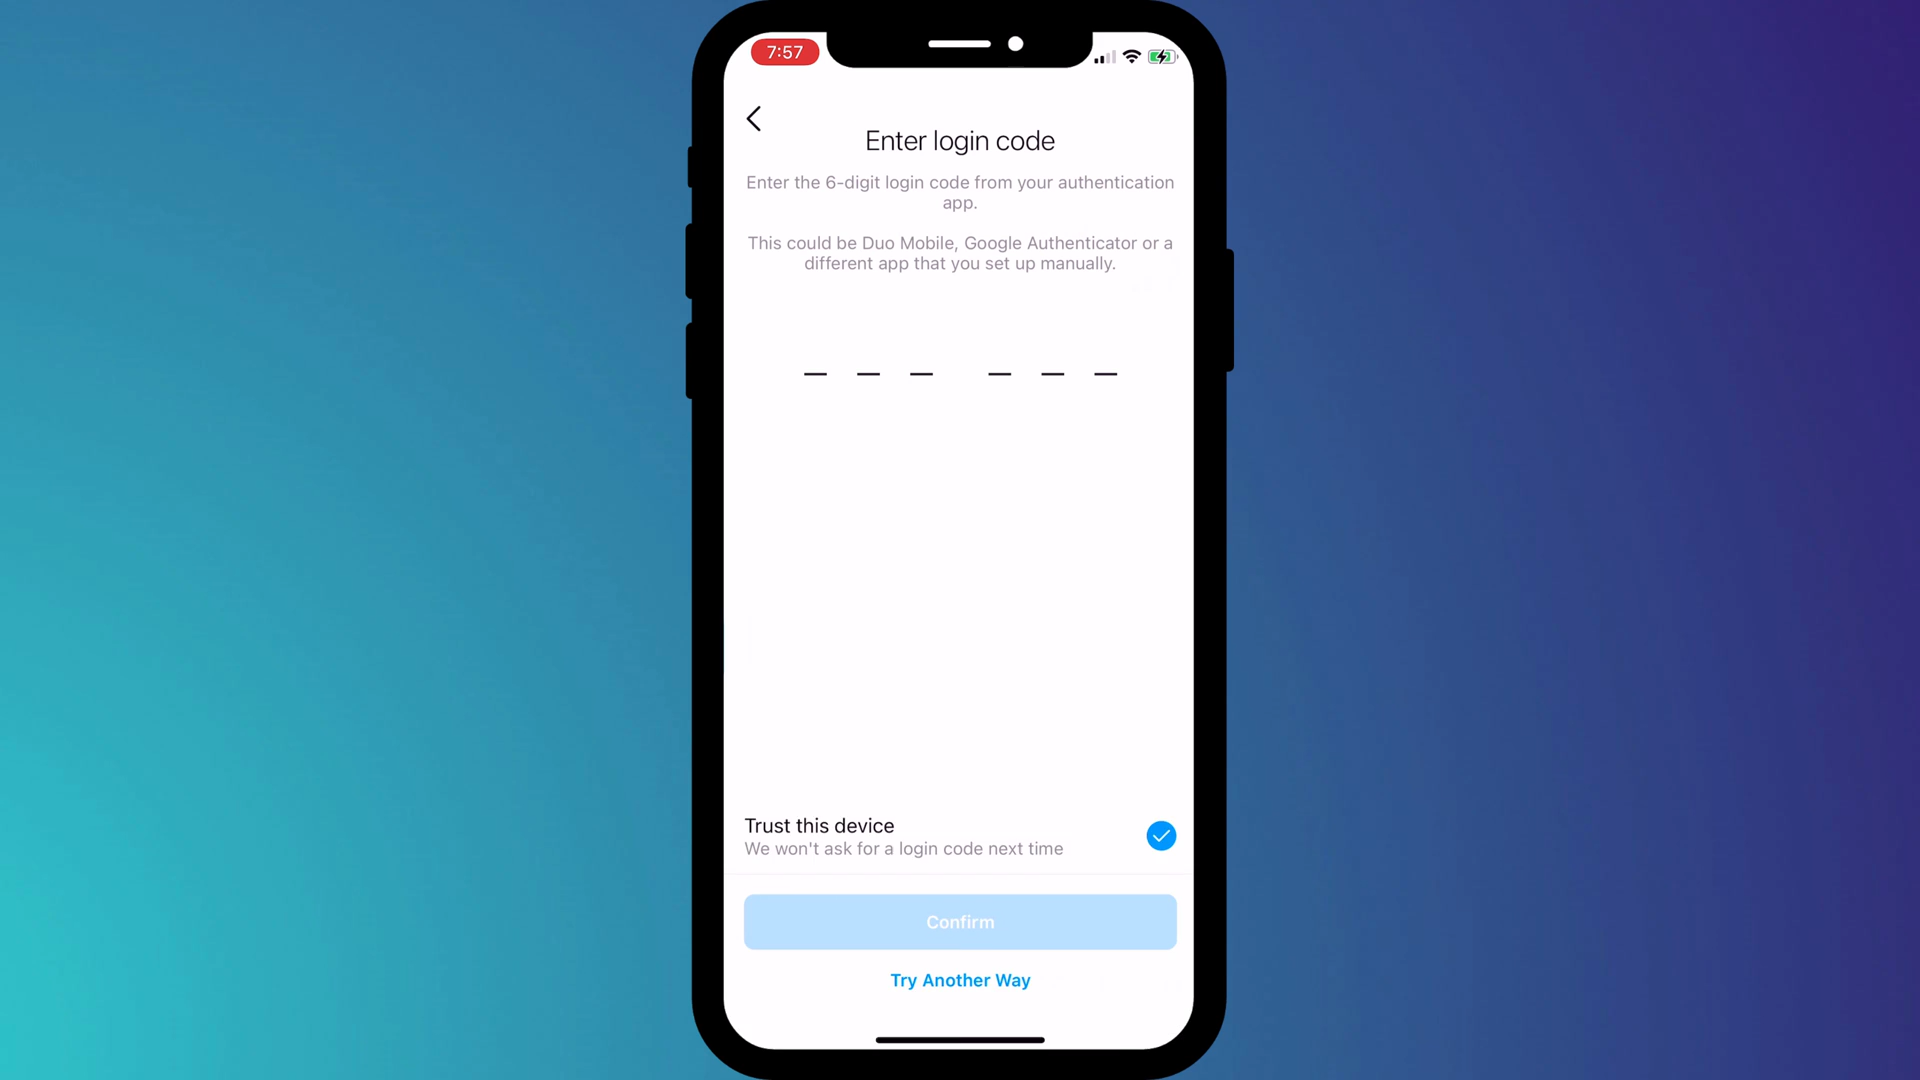 7:57
Enter login code
Enter the 6-digit login code from your authentication
app.
This could be Duo Mobile, Google Authenticator or a
different app that you set up manually.
Trust this device
We won't ask for a login code next time
Confirm
Try Another Way